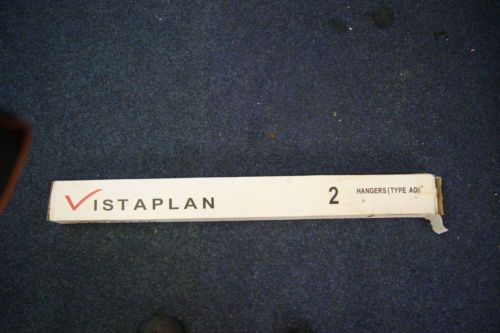 VISTAPLAN
2
HANGERS (TYPE AO)